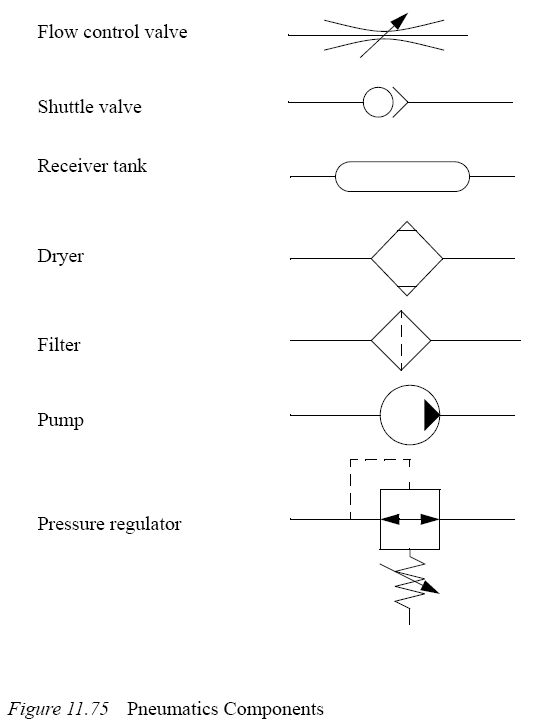 Flow control valve
Shuttle valve
Receiver tank
Dryer
Filter
Pump
Pressure regulator
Figure 11.75 Pneumatics Components